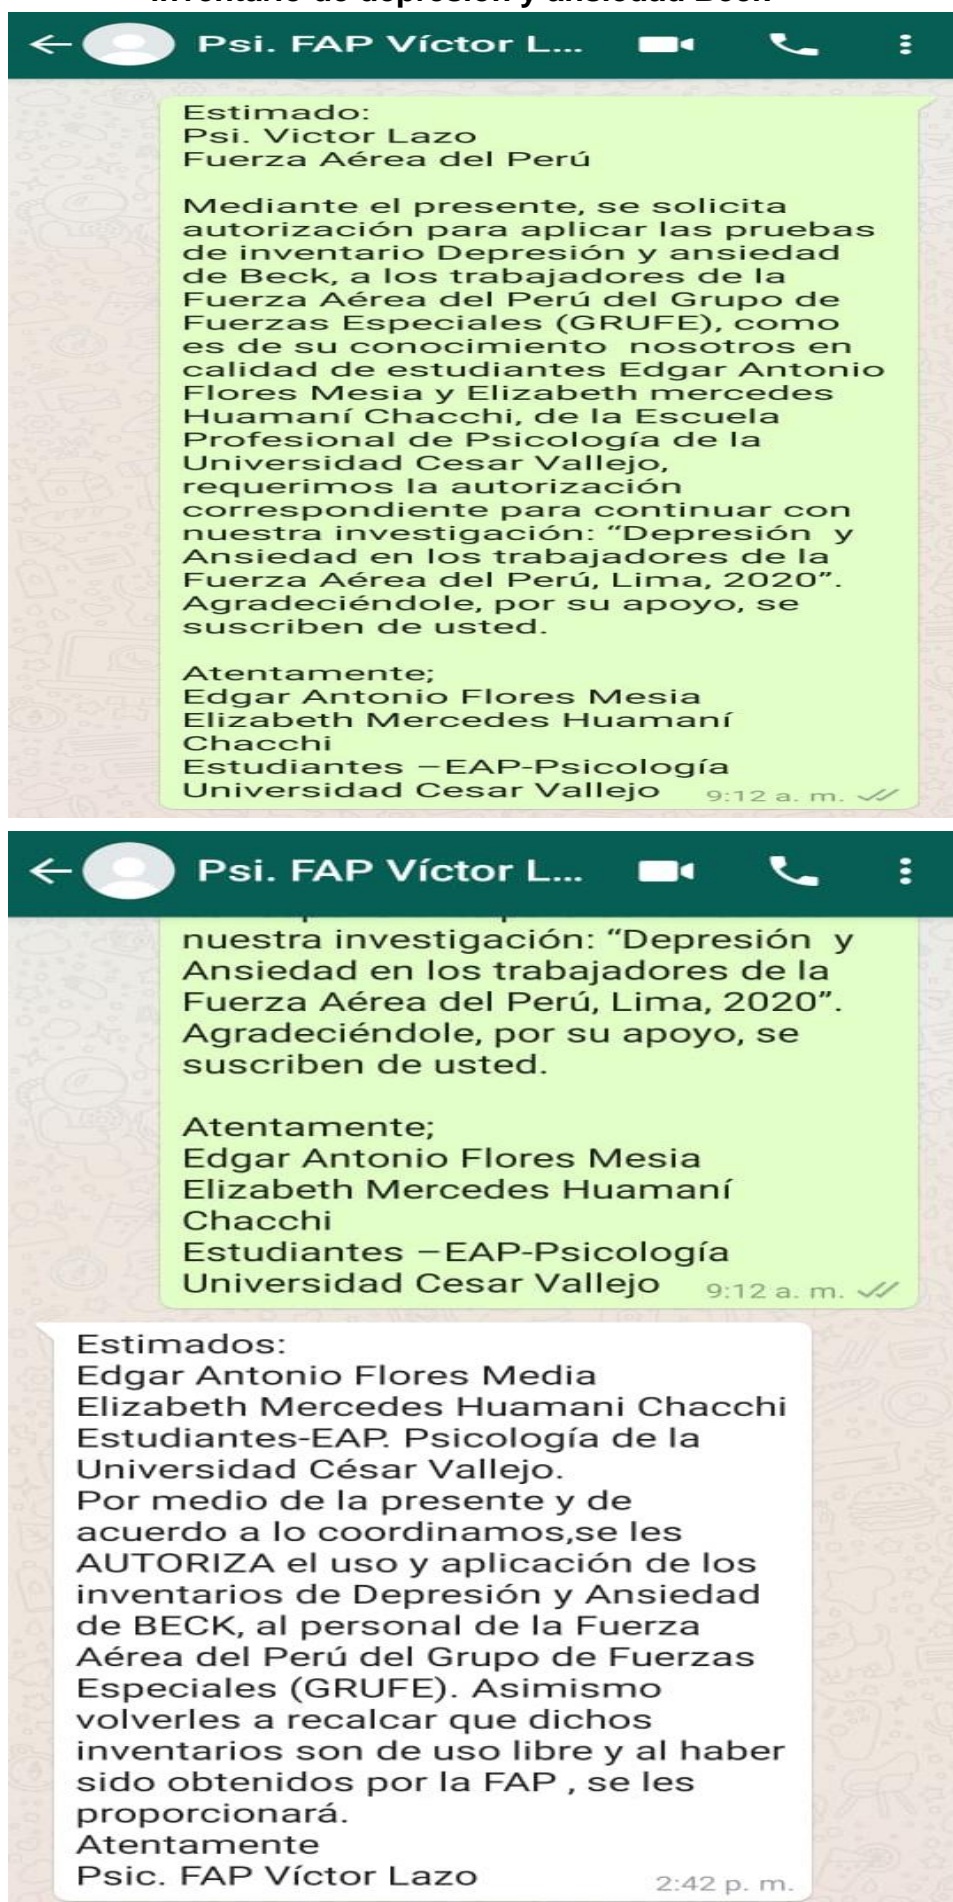 Inventario de depresión y ansiedad Beck
Psi. FAP Víctor L...
Estimado:
Psi. Victor Lazo
Fuerza Aérea del Perú
Mediante el presente, se solicita
autorización para aplicar las pruebas
de inventario Depresión y ansiedad
de Beck, a los trabajadores de la
Fuerza Aérea del Perú del Grupo de
Fuerzas Especiales (GRUFE), como
es de su conocimiento nosotros en
calidad de estudiantes Edgar Antonio
Flores Mesia y Elizabeth mercedes
Huamaní Chacchi, de la Escuela
Profesional de Psicología de la
Universidad Cesar Vallejo,
requerimos la autorización
correspondiente para continuar con
nuestra investigación: “Depresión y
Ansiedad en los trabajadores de la
Fuerza Aérea del Perú, Lima, 2020”.
Agradeciéndole, por su apoyo, se
suscriben de usted.
Atentamente;
Edgar Antonio Flores Mesia
Elizabeth Mercedes Huamaní
Chacchi
Estudiantes –EAP-Psicología
Universidad Cesar Vallejo 9:12 a. m.
Psi. FAP Víctor L...
nuestra investigación: “Depresión y
Ansiedad en los trabajadores de la
Fuerza Aérea del Perú, Lima, 2020”.
Agradeciéndole, por su apoyo, se
suscriben de usted.
Atentamente;
Edgar Antonio Flores Mesia
Elizabeth Mercedes Huamaní
Chacchi
Estudiantes –EAP-Psicología
Universidad Cesar Vallejo 9:12 a. m.
Estimados:
Edgar Antonio Flores Media
Elizabeth Mercedes Huamani Chacchi
Estudiantes-EAP. Psicología de la
Universidad César Vallejo.
Por medio de la presente y de
acuerdo a lo coordinamos,se les
AUTORIZA el uso y aplicación de los
inventarios de Depresión y Ansiedad
de BECK, al personal de la Fuerza
Aérea del Perú del Grupo de Fuerzas
Especiales (GRUFE). Asimismo
volverles a recalcar que dichos
inventarios son de uso libre y al haber
sido obtenidos por la FAP , se les
proporcionará.
Atentamente
Psic. FAP Víctor Lazo 2:42 p. m.